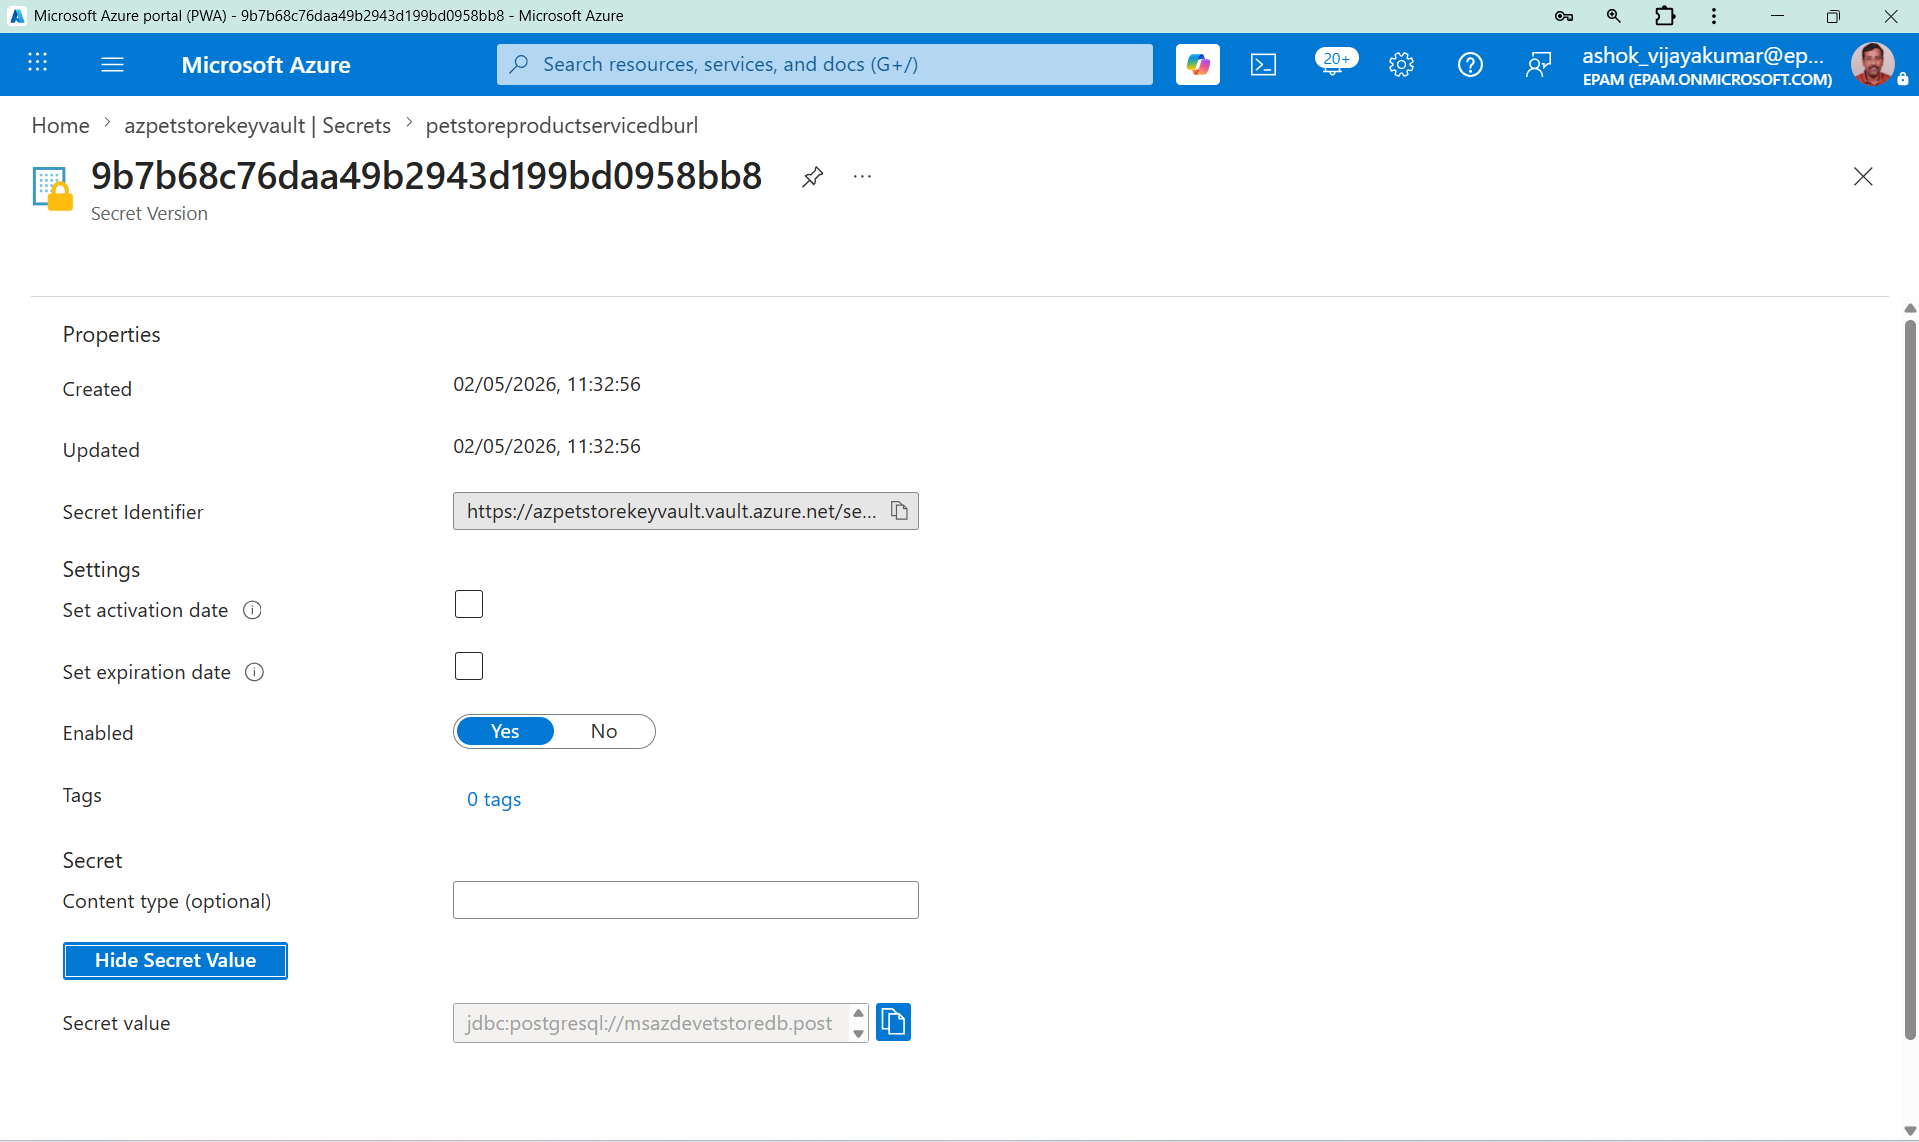 Microsoft Azure portal (PWA) - 9b7b68c76daa49b2943d199bd0958bb8 - Microsoft Azure
Microsoft Azure
Search resources, services, and docs (G+/)
20+
ashok_vijayakumar@ep...
EPAM (EPAM.ONMICROSOFT.COM)
Home > azpetstorekeyvault | Secrets > petstoreproductservicedburl
9b7b68c76daa49b2943d199bd0958bb8
...
Secret Version
Properties
Created 02/05/2026, 11:32:56
Updated 02/05/2026, 11:32:56
Secret Identifier https://azpetstorekeyvault.vault.azure.net/se...
Settings
Set activation date
Set expiration date
Enabled Yes No
Tags 0 tags
Secret
Content type (optional)
Hide Secret Value
Secret value jdbc:postgresql://msazdevetstoredb.post